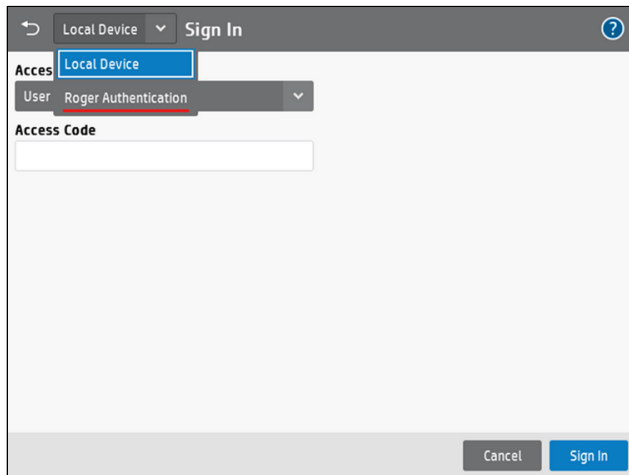 Local Device Sign In ?
Local Device
Acces
User Roger Authentication
Access Code
Cancel Sign In